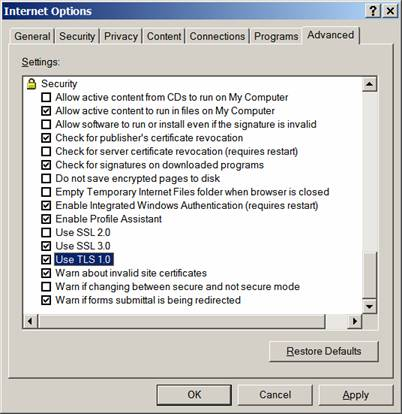 Internet Options
General Security Privacy Content Connections Programs Advanced
Settings:
Security
Allow active content from CDs to run on My Computer
Allow active content to run in files on My Computer
Allow software to run or install even if the signature is invalid
Check for publisher's certificate revocation
Check for server certificate revocation (requires restart)
Check for signatures on downloaded programs
Do not save encrypted pages to disk
Empty Temporary Internet Files folder when browser is closed
Enable Integrated Windows Authentication (requires restart)
Enable Profile Assistant
Use SSL 2.0
Use SSL 3.0
Use TLS 1.0
Warn about invalid site certificates
Warn if changing between secure and not secure mode
Warn if forms submittal is being redirected
Restore Defaults
OK Cancel Apply